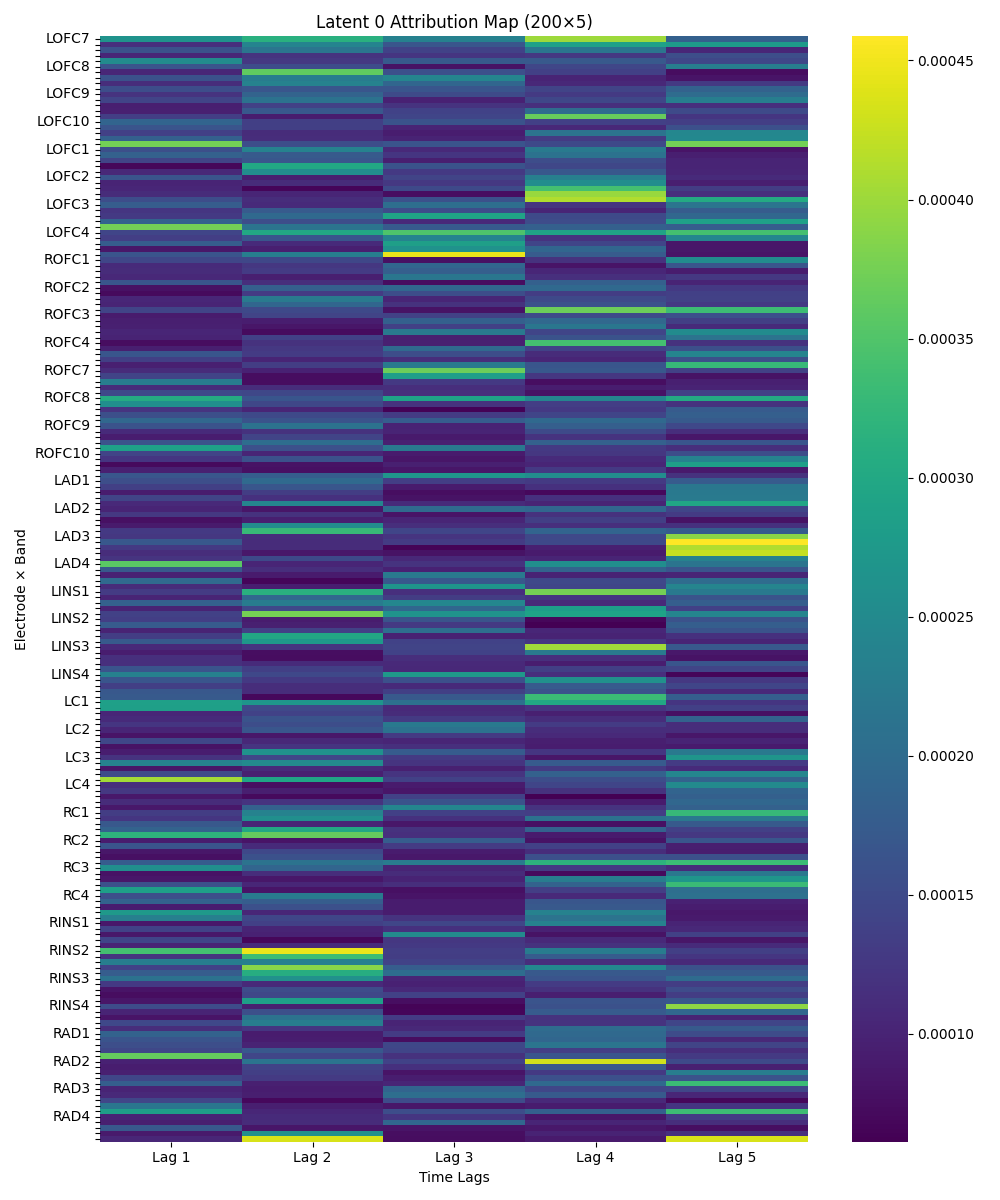 Latent 0 Attribution Map (200×5)
LOFC7
LOFC8
LOFC9
LOFC10
LOFC1
LOFC2
LOFC3
LOFC4
ROFC1
ROFC2
ROFC3
ROFC4
ROFC7
ROFC8
ROFC9
ROFC10
LAD1
LAD2
LAD3
LAD4
LINS1
LINS2
LINS3
LINS4
LC1
LC2
LC3
LC4
RC1
RC2
RC3
RC4
RINS1
RINS2
RINS3
RINS4
RAD1
RAD2
RAD3
RAD4
Electrode × Band
Lag 1 Lag 2 Lag 3 Lag 4 Lag 5
Time Lags
0.00045
0.00040
0.00035
0.00030
0.00025
0.00020
0.00015
0.00010